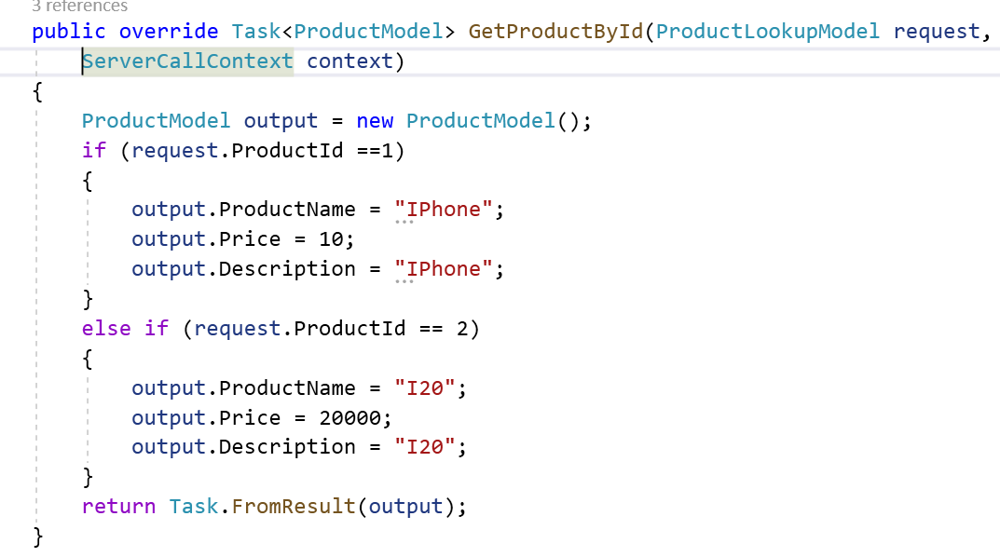 3 references
public override Task<ProductModel> GetProductById(ProductLookupModel request,
ServerCallContext context)
{
ProductModel output = new ProductModel();
if (request.ProductId ==1)
{
output.ProductName = "IPhone";
output.Price = 10;
output.Description = "IPhone";
}
else if (request.ProductId == 2)
{
output.ProductName = "I20";
output.Price = 20000;
output.Description = "I20";
}
return Task.FromResult(output);
}